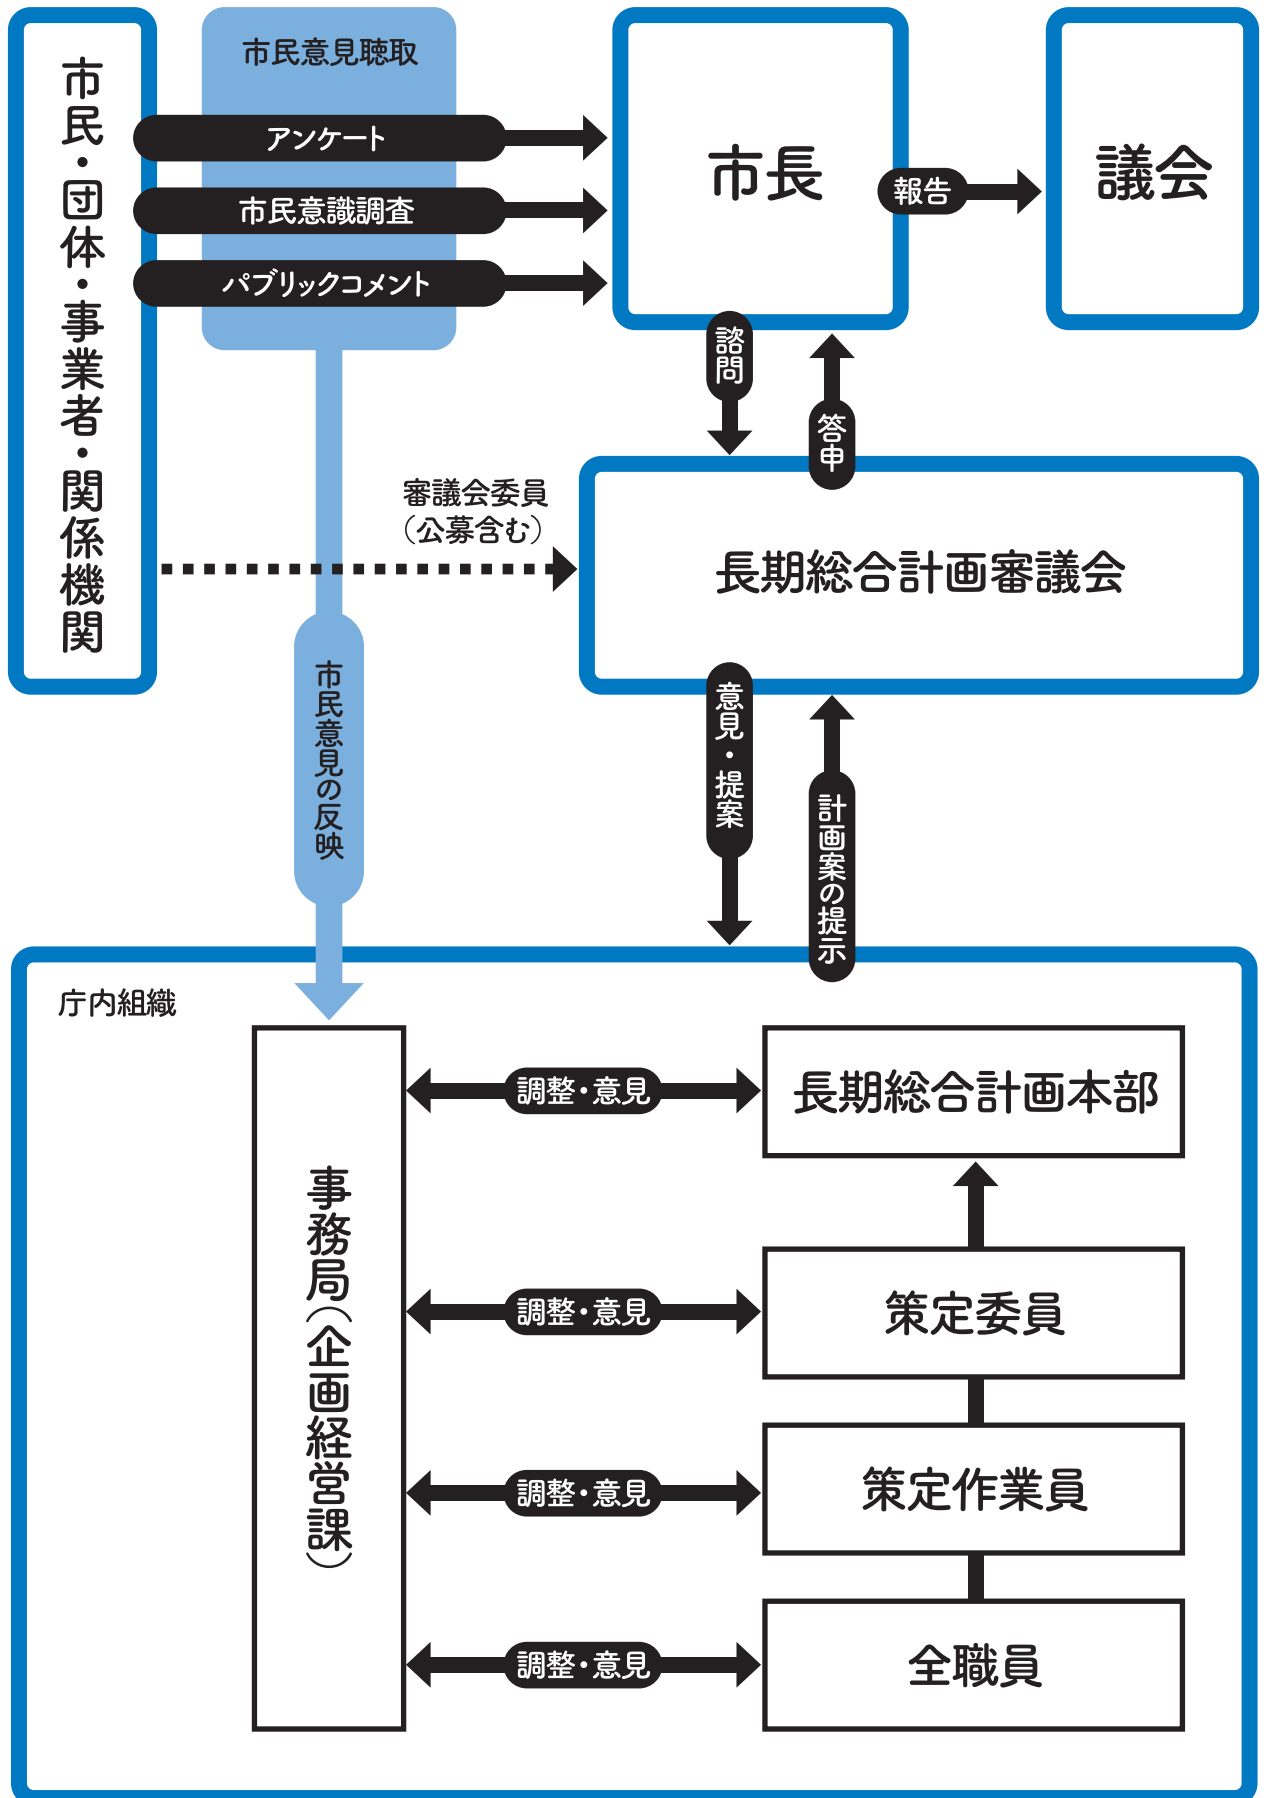 市民・団体・事業者・関係機関
市民意見聴取
アンケート
市民意識調査
パブリックコメント
市長
報告
議会
諮問
答申
審議会委員
（公募含む）
長期総合計画審議会
市民意見の反映
意見・提案
計画案の提示
庁内組織
事務局（企画経営課）
調整・意見
長期総合計画本部
調整・意見
策定委員
調整・意見
策定作業員
調整・意見
全職員